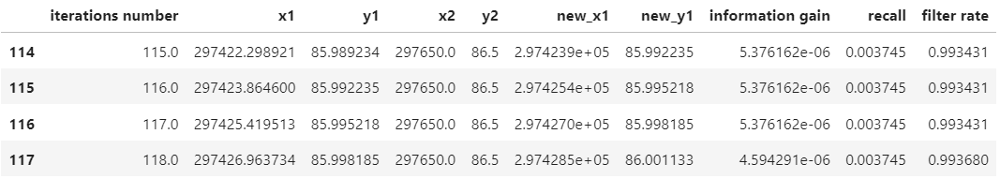 iterations number x1 y1 x2 y2 new_x1 new_y1 information gain recall filter rate
114 115.0 297422.298921 85.989234 297650.0 86.5 2.974239e+05 85.992235 5.376162e-06 0.003745 0.993431
115 116.0 297423.864600 85.992235 297650.0 86.5 2.974254e+05 85.995218 5.376162e-06 0.003745 0.993431
116 117.0 297425.419513 85.995218 297650.0 86.5 2.974270e+05 85.998185 5.376162e-06 0.003745 0.993431
117 118.0 297426.963734 85.998185 297650.0 86.5 2.974285e+05 86.001133 4.594291e-06 0.003745 0.993680